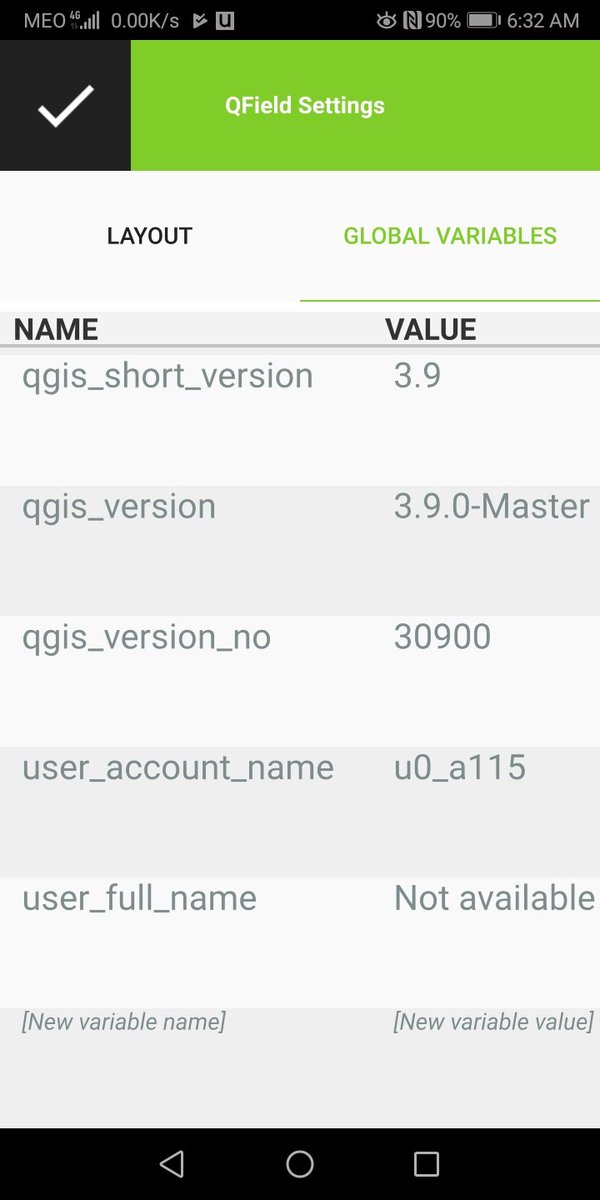 MEO 4G 0.00K/s 90% 6:32 AM
QField Settings
LAYOUT GLOBAL VARIABLES
NAME VALUE
qgis_short_version 3.9
qgis_version 3.9.0-Master
qgis_version_no 30900
user_account_name u0_a115
user_full_name Not available
[New variable name] [New variable value]